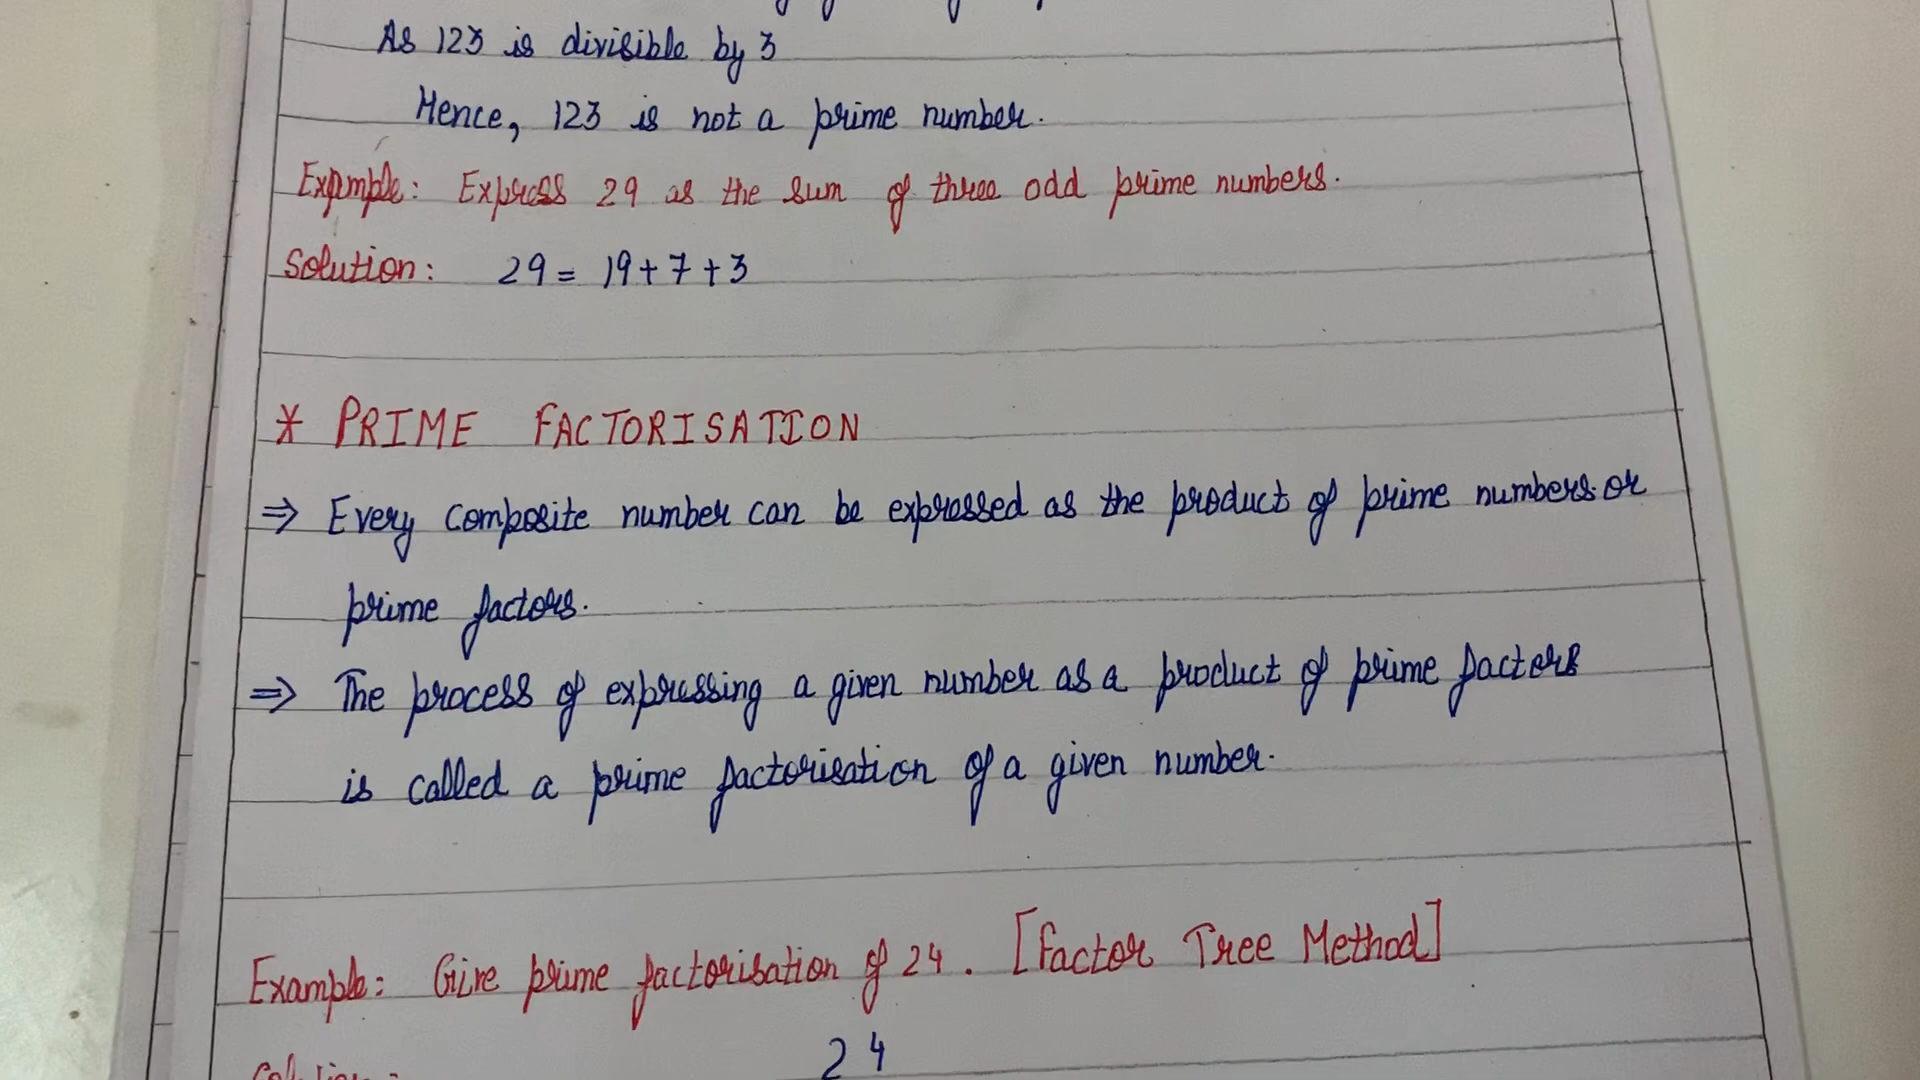 As 123 is divisible by 3
Hence, 123 is not a prime number.
Example: Express 29 as the sum of three odd prime numbers.
Solution: 29 = 19 + 7 + 3
* PRIME FACTORISATION
⇒ Every composite number can be expressed as the product of prime numbers or
prime factors.
⇒ The process of expressing a given number as a product of prime factors
is called a prime factorisation of a given number.
Example: Give prime factorisation of 24. [Factor Tree Method]
Solution:
24